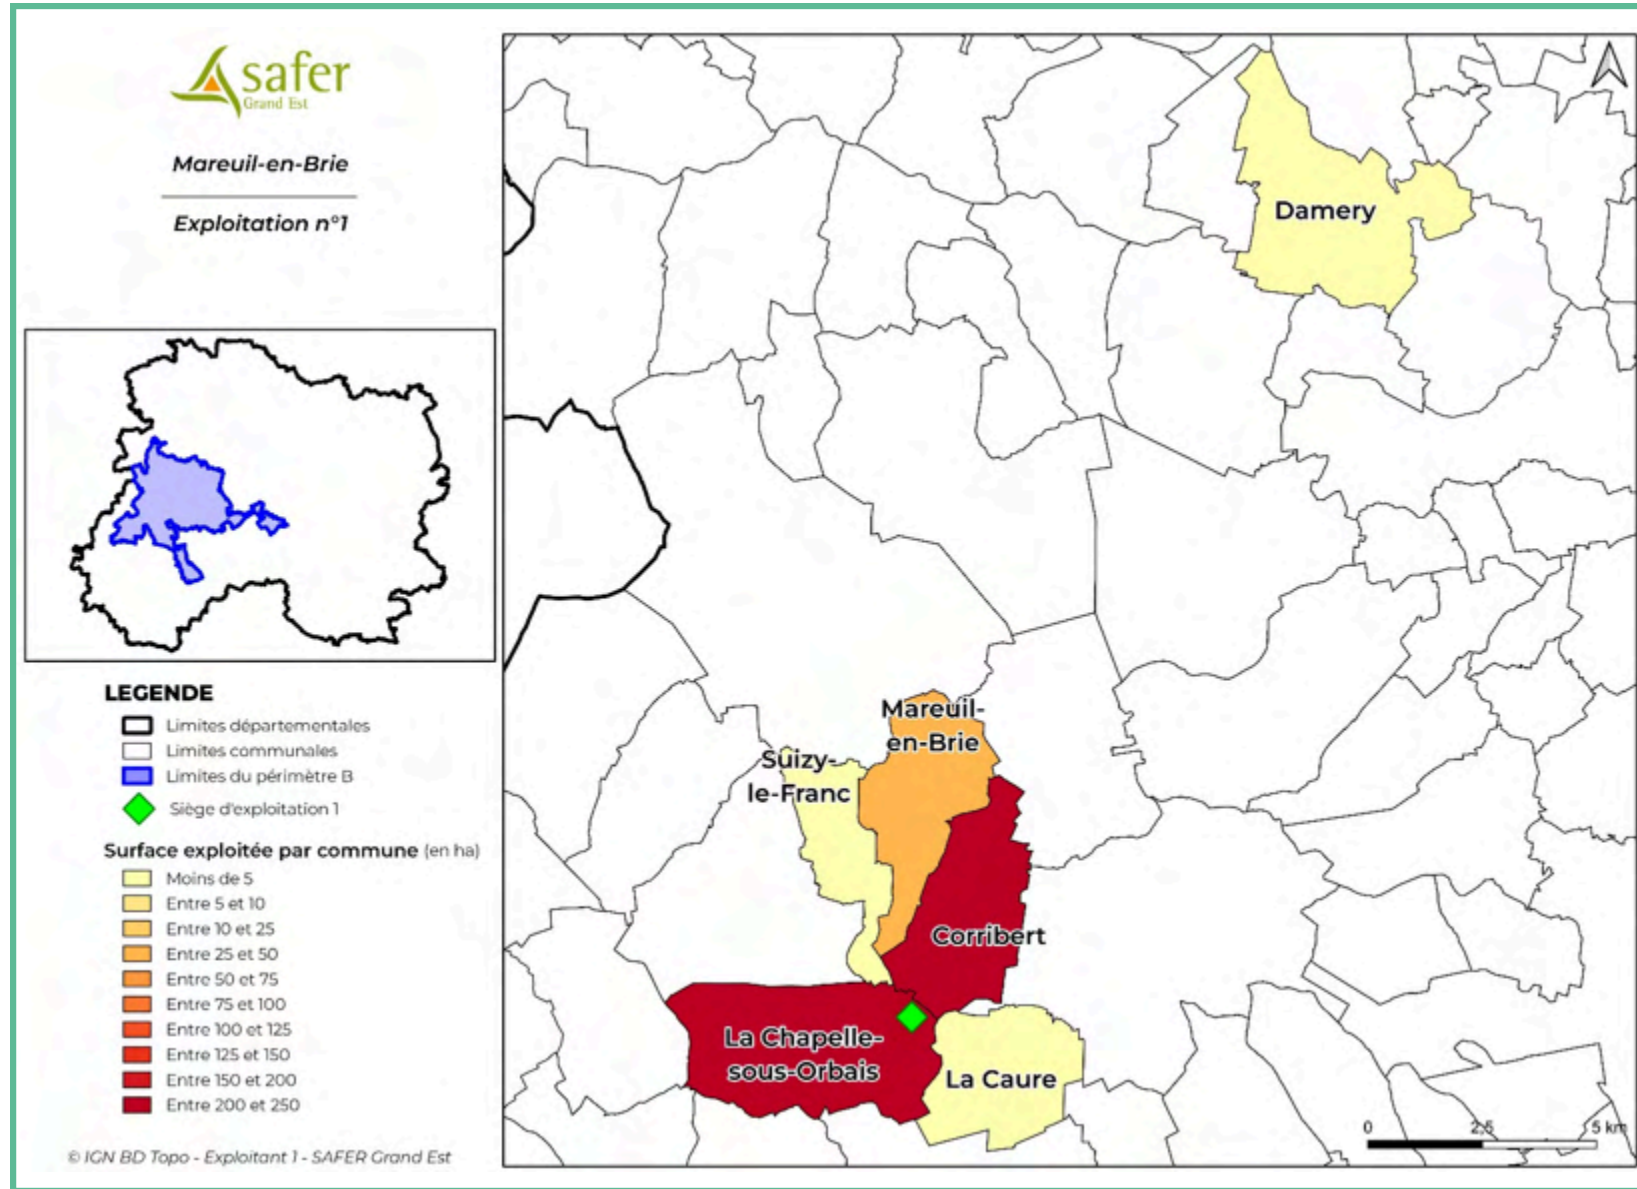 safer
Grand Est
Mareuil-en-Brie
Exploitation n°1
LEGENDE
Limites départementales
Limites communales
Limites du périmètre B
Siège d'exploitation 1
Surface exploitée par commune (en ha)
Moins de 5
Entre 5 et 10
Entre 10 et 25
Entre 25 et 50
Entre 50 et 75
Entre 75 et 100
Entre 100 et 125
Entre 125 et 150
Entre 150 et 200
Entre 200 et 250
© IGN BD Topo - Exploitant 1 - SAFER Grand Est
Damery
Mareuil-
en-Brie
Suizy-
le-Franc
Corribert
La Chapelle-
sous-Orbais
La Caure
0 2,5 5 km